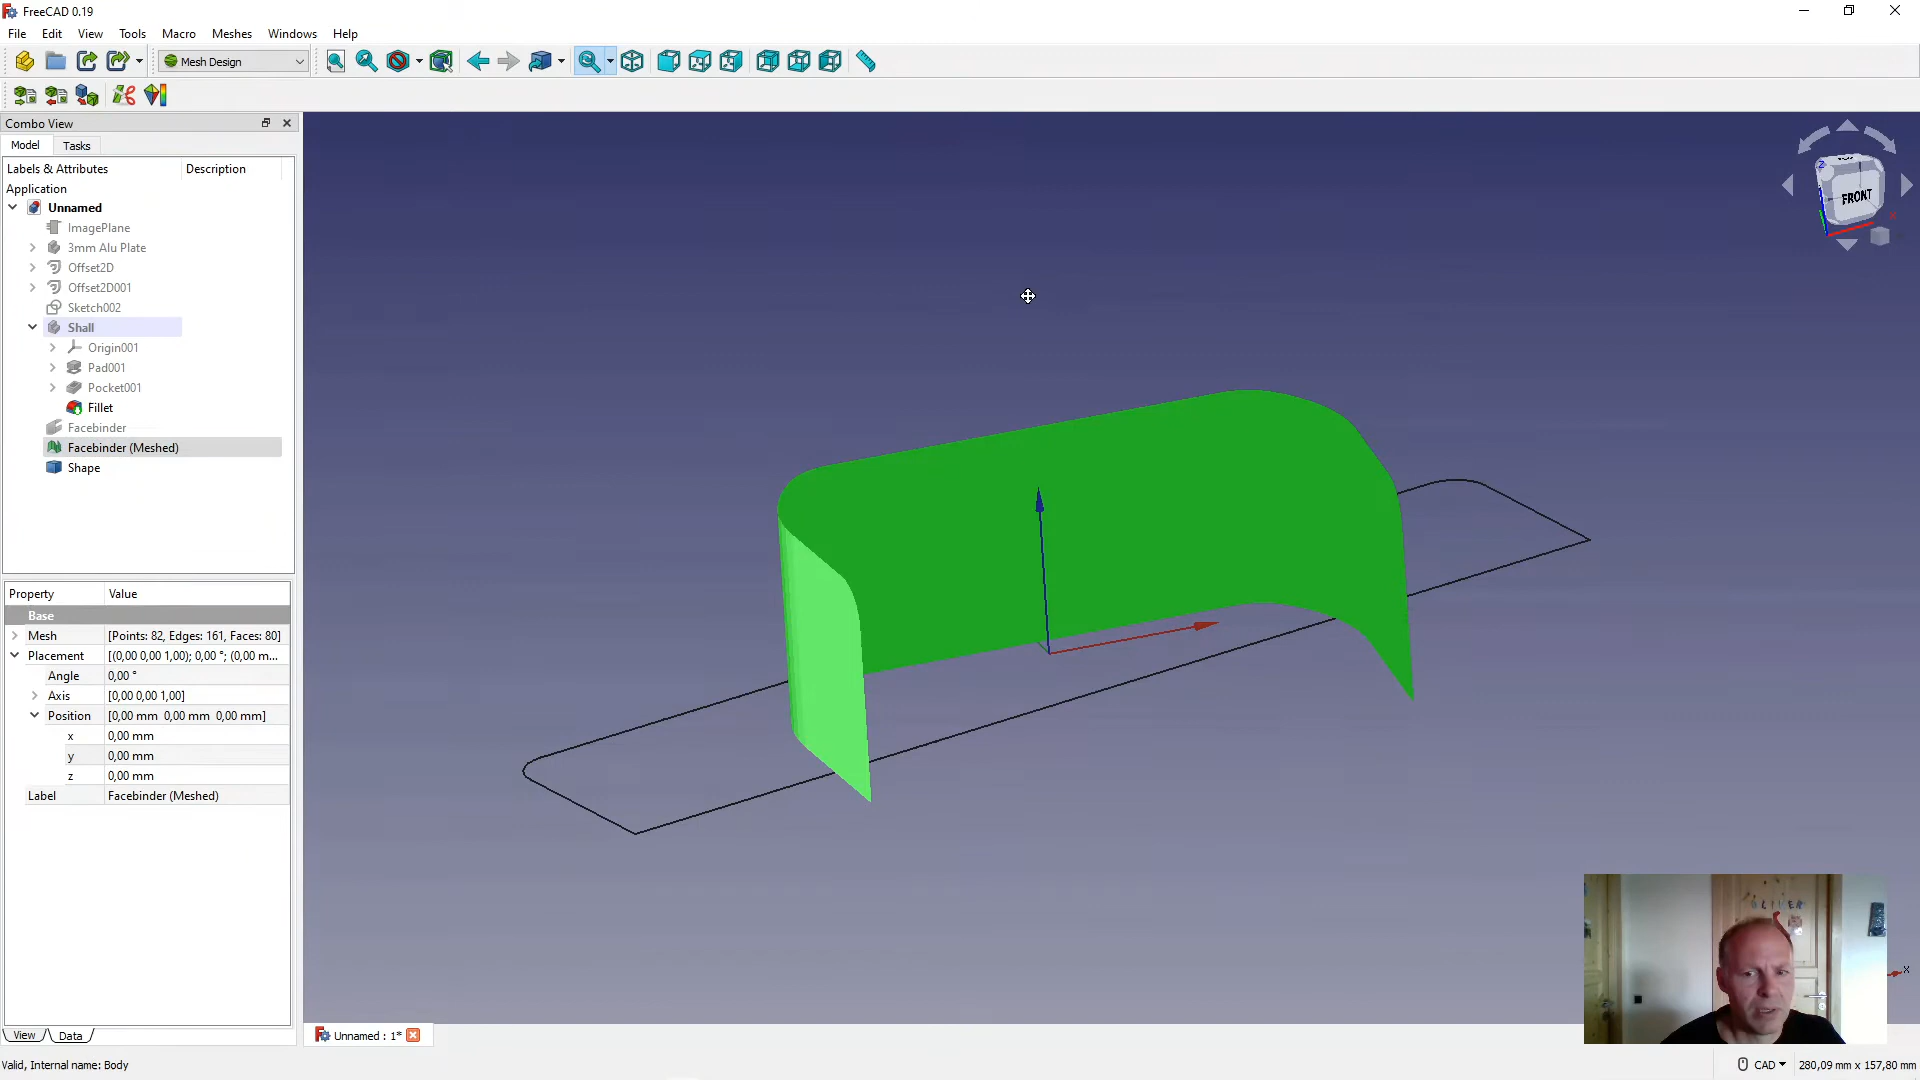 FreeCAD 0.19
File Edit View Tools Macro Meshes Windows Help
Mesh Design
Combo View
Model Tasks
Labels & Attributes Description
Application
Unnamed
ImagePlane
3mm Alu Plate
Offset2D
Offset2D001
Sketch002
Shall
Origin001
Pad001
Pocket001
Fillet
Facebinder
Facebinder (Meshed)
Shape
Property Value
Base
Mesh [Points: 82, Edges: 161, Faces: 80]
Placement [(0,00 0,00 1,00); 0,00 °; (0,00 m...
Angle 0,00 °
Axis [0,00 0,00 1,00]
Position [0,00 mm 0,00 mm 0,00 mm]
x 0,00 mm
y 0,00 mm
z 0,00 mm
Label Facebinder (Meshed)
View Data
Z
FRONT
X
OLIVER
X
Unnamed : 1*
Valid, Internal name: Body
CAD 280,09 mm x 157,80 mm